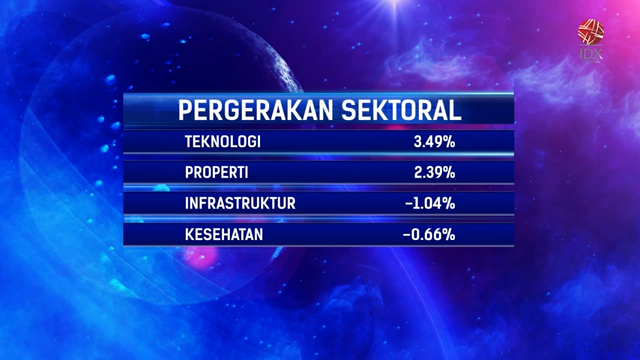 IDX
PERGERAKAN SEKTORAL
TEKNOLOGI 3.49%
PROPERTI 2.39%
INFRASTRUKTUR -1.04%
KESEHATAN -0.66%